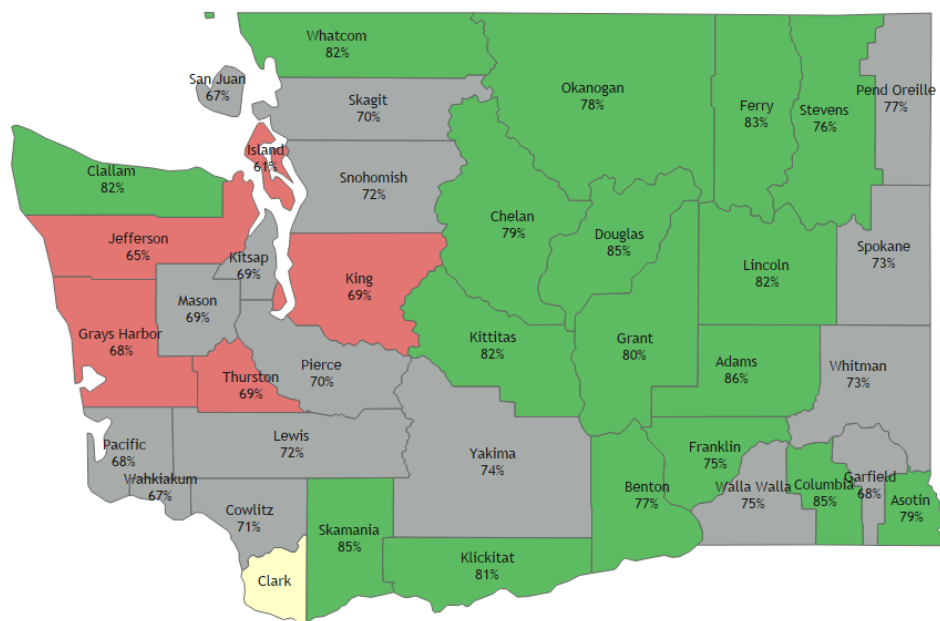 Whatcom
82%
San Juan
67%
Skagit
70%
Okanogan
78%
Ferry
83%
Stevens
76%
Pend Oreille
77%
Island
61%
Clallam
82%
Snohomish
72%
Chelan
79%
Douglas
85%
Jefferson
65%
Kitsap
69%
King
69%
Lincoln
82%
Spokane
73%
Mason
69%
Grays Harbor
68%
Kittitas
82%
Grant
80%
Adams
86%
Whitman
73%
Thurston
69%
Pierce
70%
Pacific
68%
Lewis
72%
Yakima
74%
Franklin
75%
Wahkiakum
67%
Benton
77%
Walla Walla
75%
Columbia
85%
Garfield
68%
Asotin
79%
Cowlitz
71%
Skamania
85%
Klickitat
81%
Clark